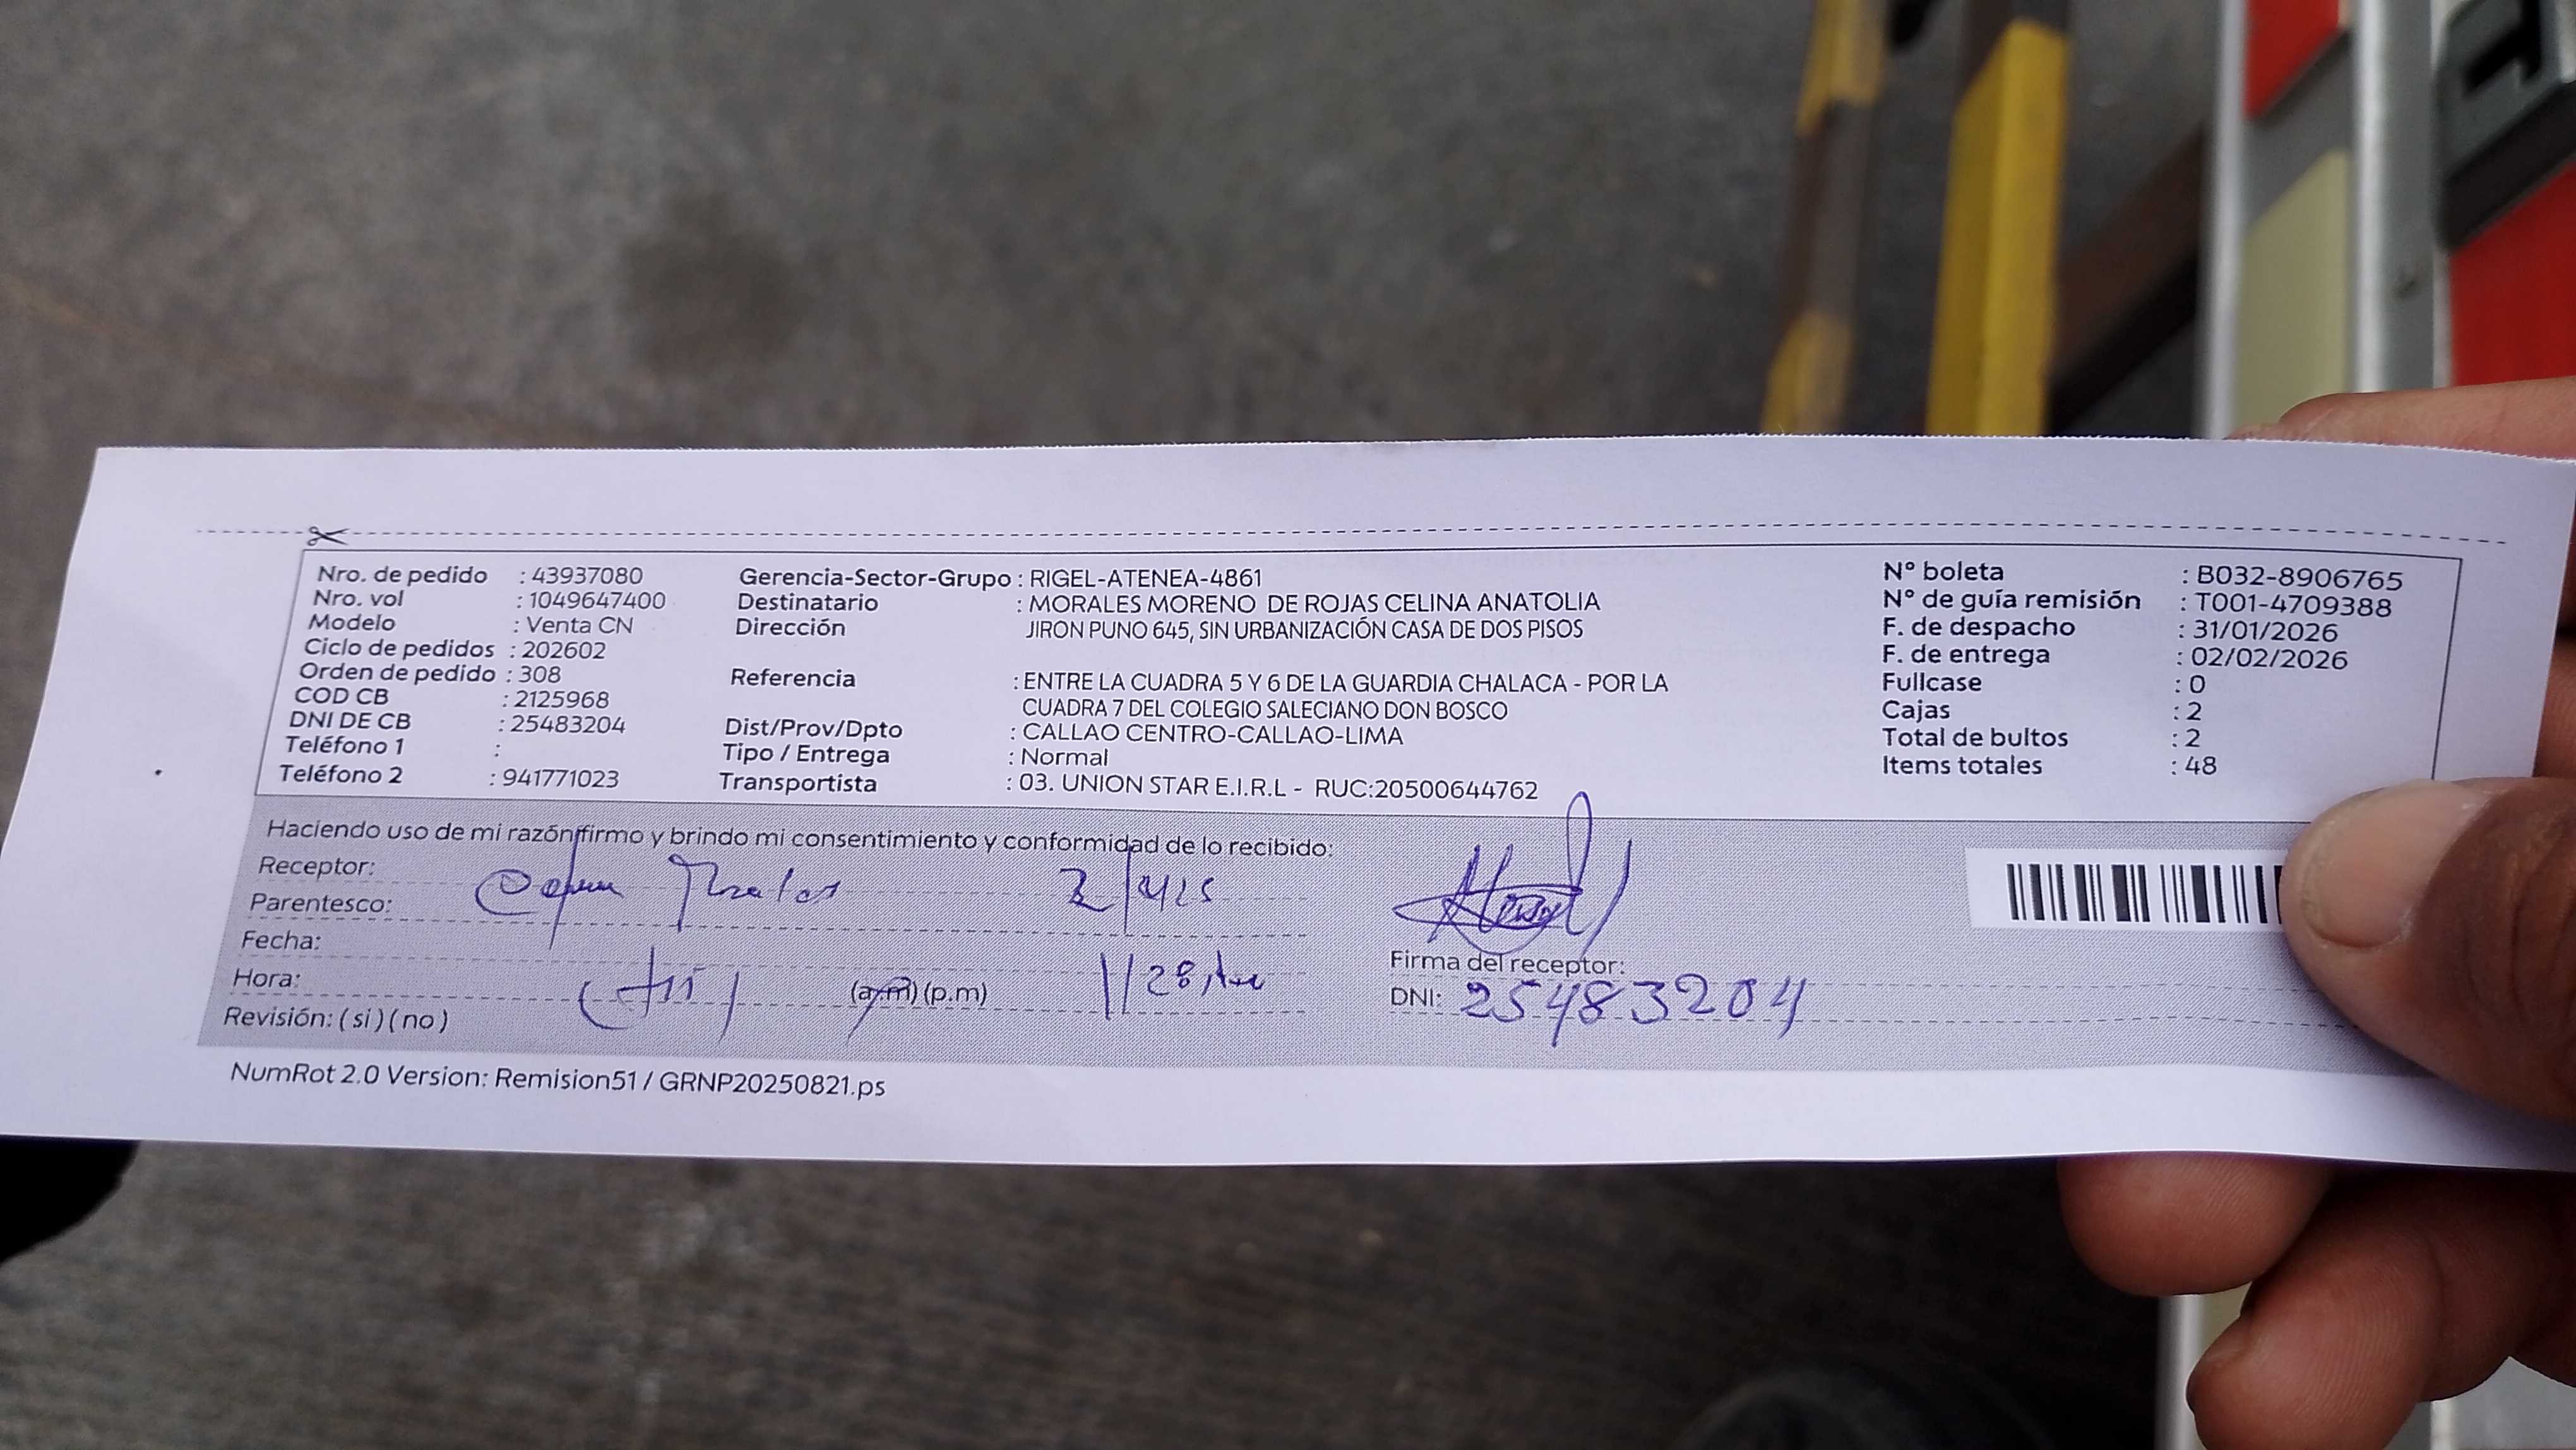 Nro. de pedido : 43937080
Nro. vol : 1049647400
Modelo : Venta CN
Ciclo de pedidos : 202602
Orden de pedido : 308
COD CB : 2125968
DNI DE CB : 25483204
Teléfono 1 :
Teléfono 2 : 941771023
Gerencia-Sector-Grupo : RIGEL-ATENEA-4861
Destinatario : MORALES MORENO DE ROJAS CELINA ANATOLIA
Dirección JIRON PUNO 645, SIN URBANIZACIÓN CASA DE DOS PISOS
Referencia : ENTRE LA CUADRA 5 Y 6 DE LA GUARDIA CHALACA - POR LA
CUADRA 7 DEL COLEGIO SALECIANO DON BOSCO
Dist/Prov/Dpto : CALLAO CENTRO-CALLAO-LIMA
Tipo / Entrega : Normal
Transportista : 03. UNION STAR E.I.R.L - RUC:20500644762
N° boleta : B032-8906765
N° de guía remisión : T001-4709388
F. de despacho : 31/01/2026
F. de entrega : 02/02/2026
Fullcase : 0
Cajas : 2
Total de bultos : 2
Items totales : 48
Haciendo uso de mi razón firmo y brindo mi consentimiento y conformidad de lo recibido:
Receptor:
Parentesco:
Fecha:
Hora: (a.m) (p.m)
Revisión: ( si ) ( no )
Firma del receptor:
DNI: 25483204
NumRot 2.0 Version: Remision51 / GRNP20250821.ps